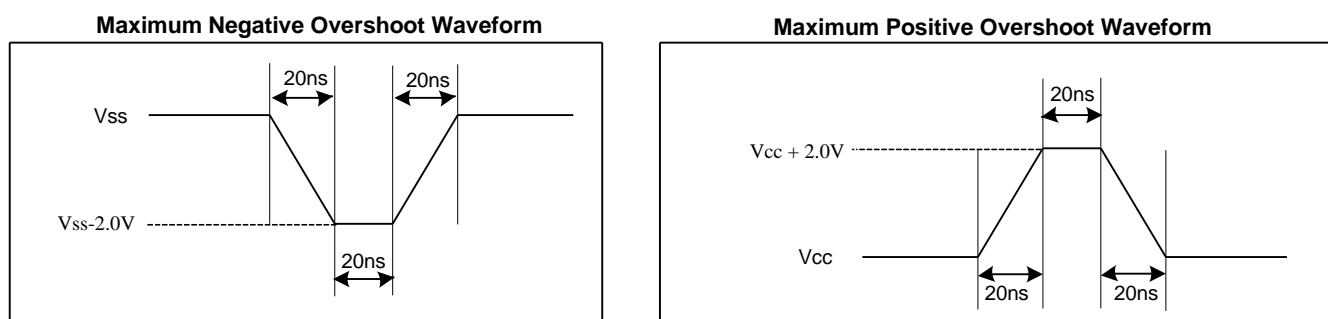 Maximum Negative Overshoot Waveform
20ns
20ns
Vss
Vss-2.0V
20ns
Maximum Positive Overshoot Waveform
20ns
Vcc + 2.0V
Vcc
20ns
20ns